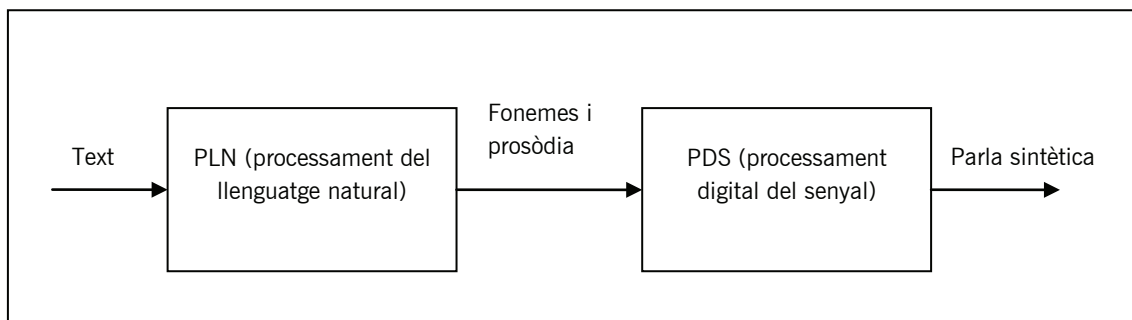 Text
PLN (processament del
llenguatge natural)
Fonemes i
prosòdia
PDS (processament
digital del senyal)
Parla sintètica